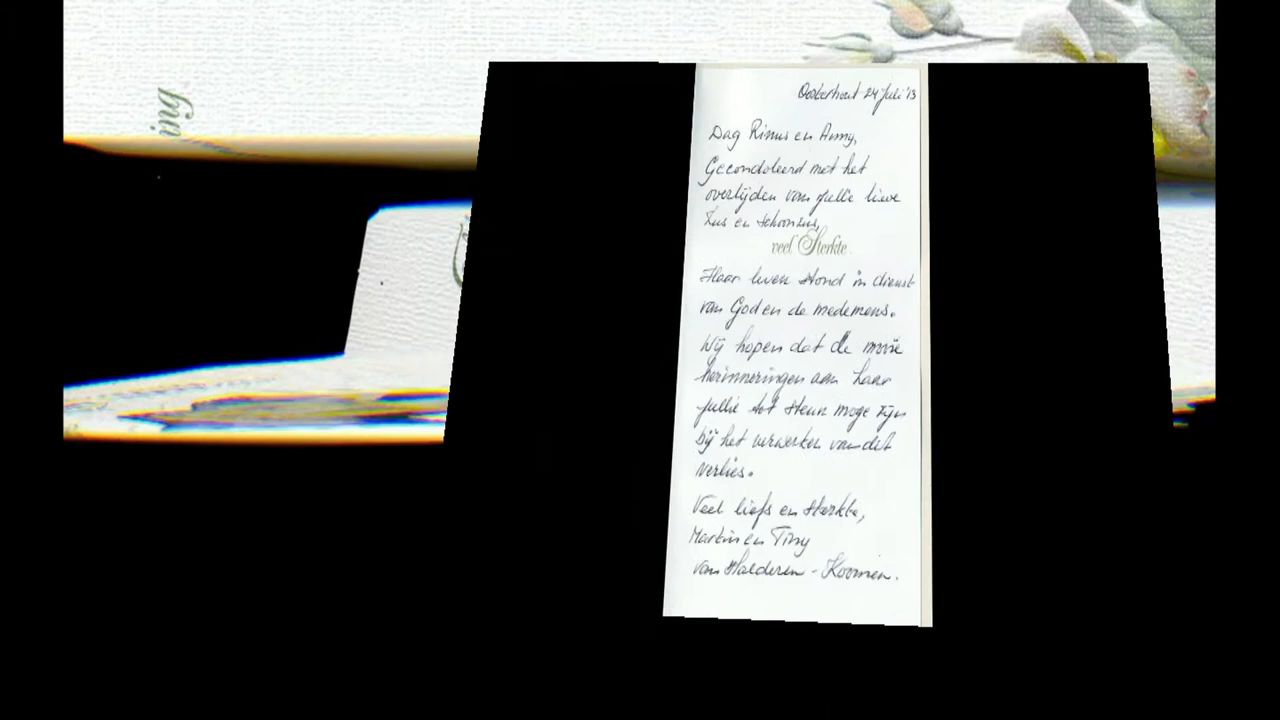 ing
Oosterhout 24 juli '13
Dag Rinus en Anny,
Gecondoleerd met het
overlijden van jullie lieve
Zus en schoonzus,
veel Sterkte
Haar leven stond in dienst
van God en de medemens.
Wij hopen dat de mooie
herinneringen aan haar
jullie tot steun moge zijn
bij het verwerken van dit
verlies.
Veel liefs en sterkte,
Martin en Tiny
van Halderen - Koomen.